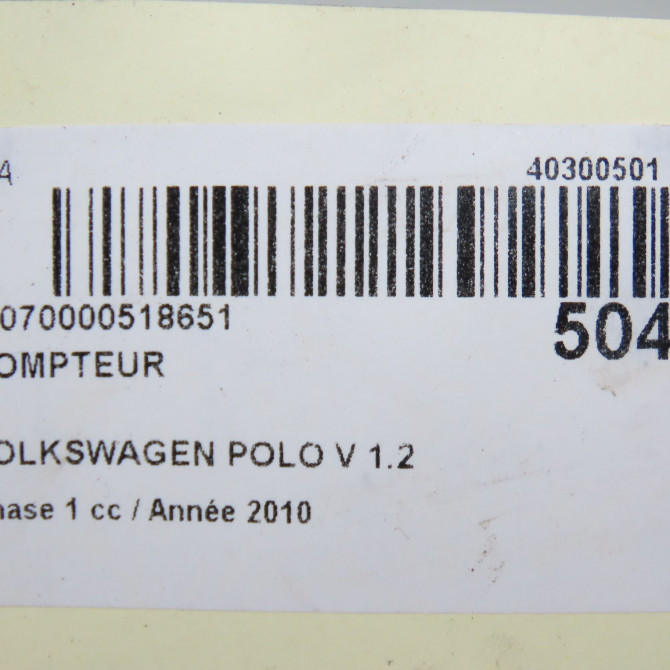 A 40300501
070000518651
504
OMPTEUR
OLKSWAGEN POLO V 1.2
hase 1 cc / Année 2010